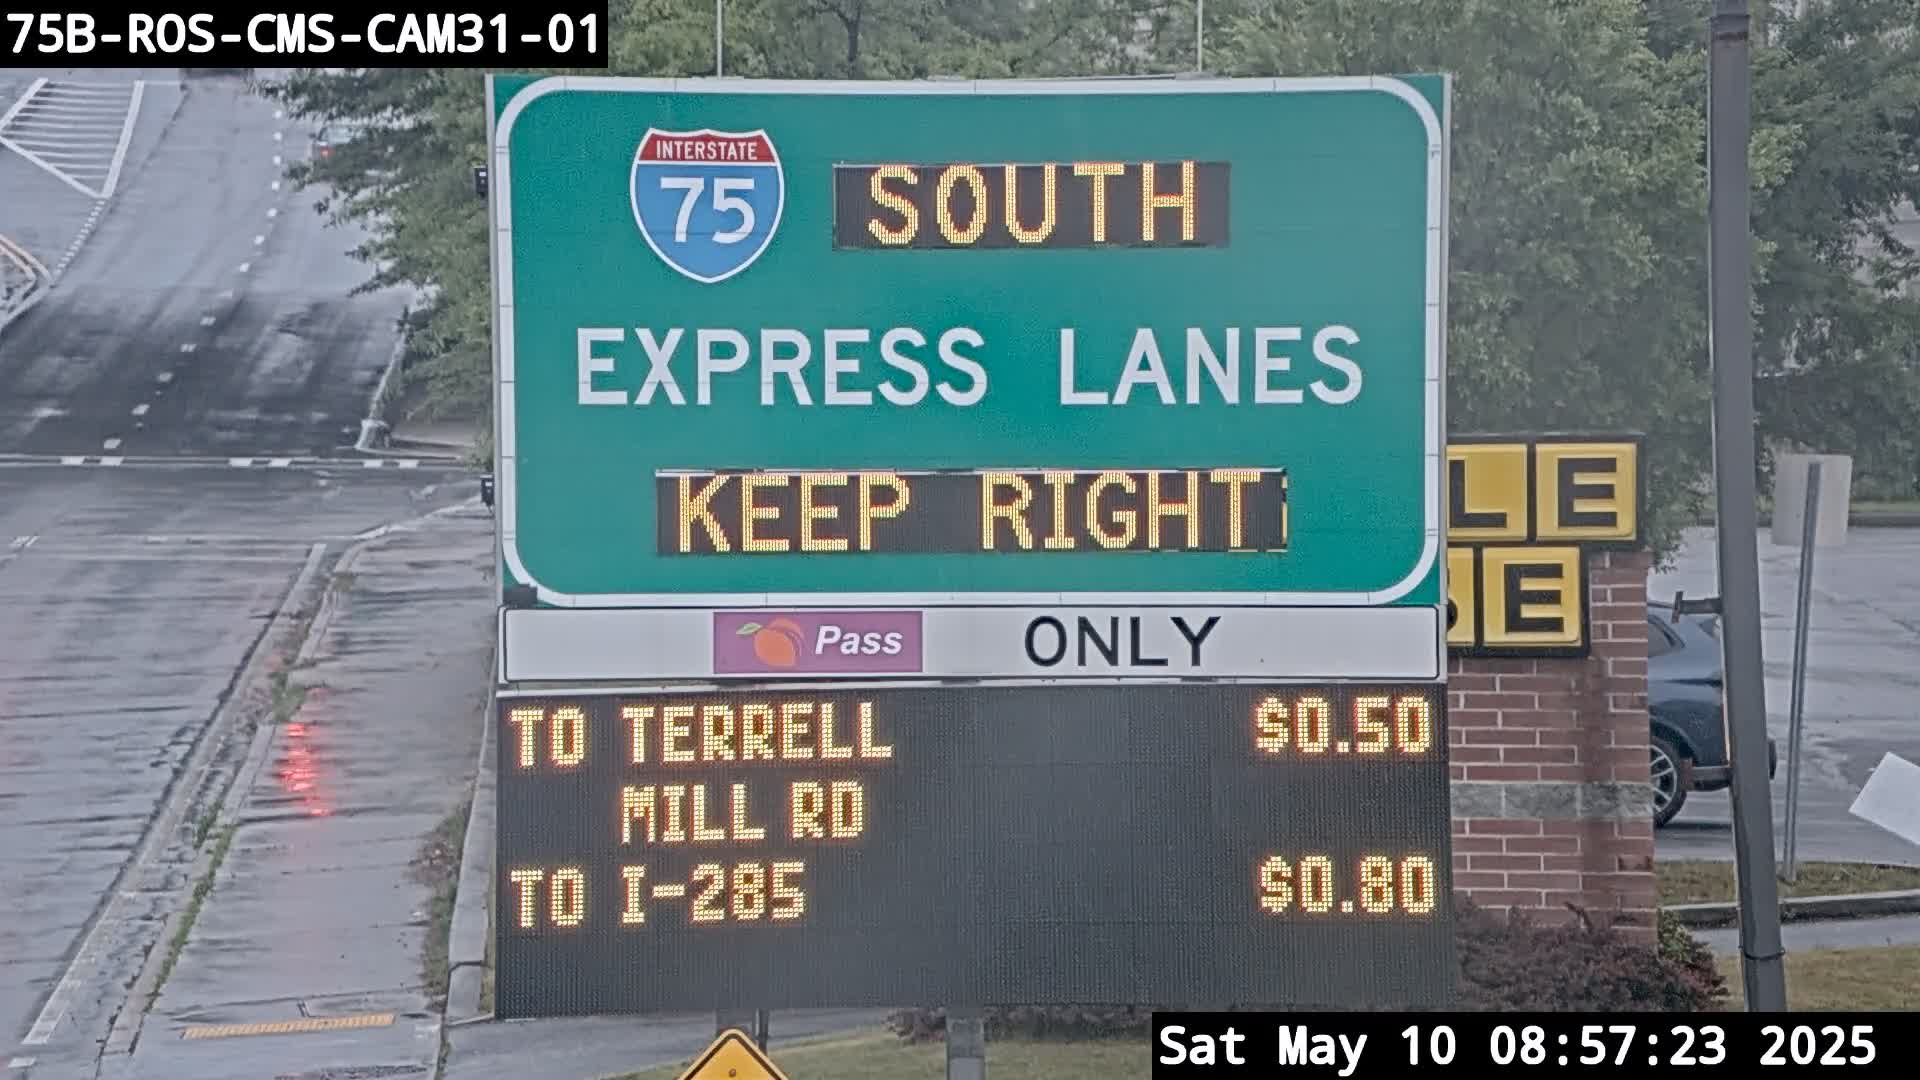 75B-ROS-CMS-CAM31-01
INTERSTATE
75 SOUTH
EXPRESS LANES
KEEP RIGHT
Pass ONLY
TO TERRELL $0.50
MILL RD
TO I-285 $0.80
LE
E
Sat May 10 08:57:23 2025